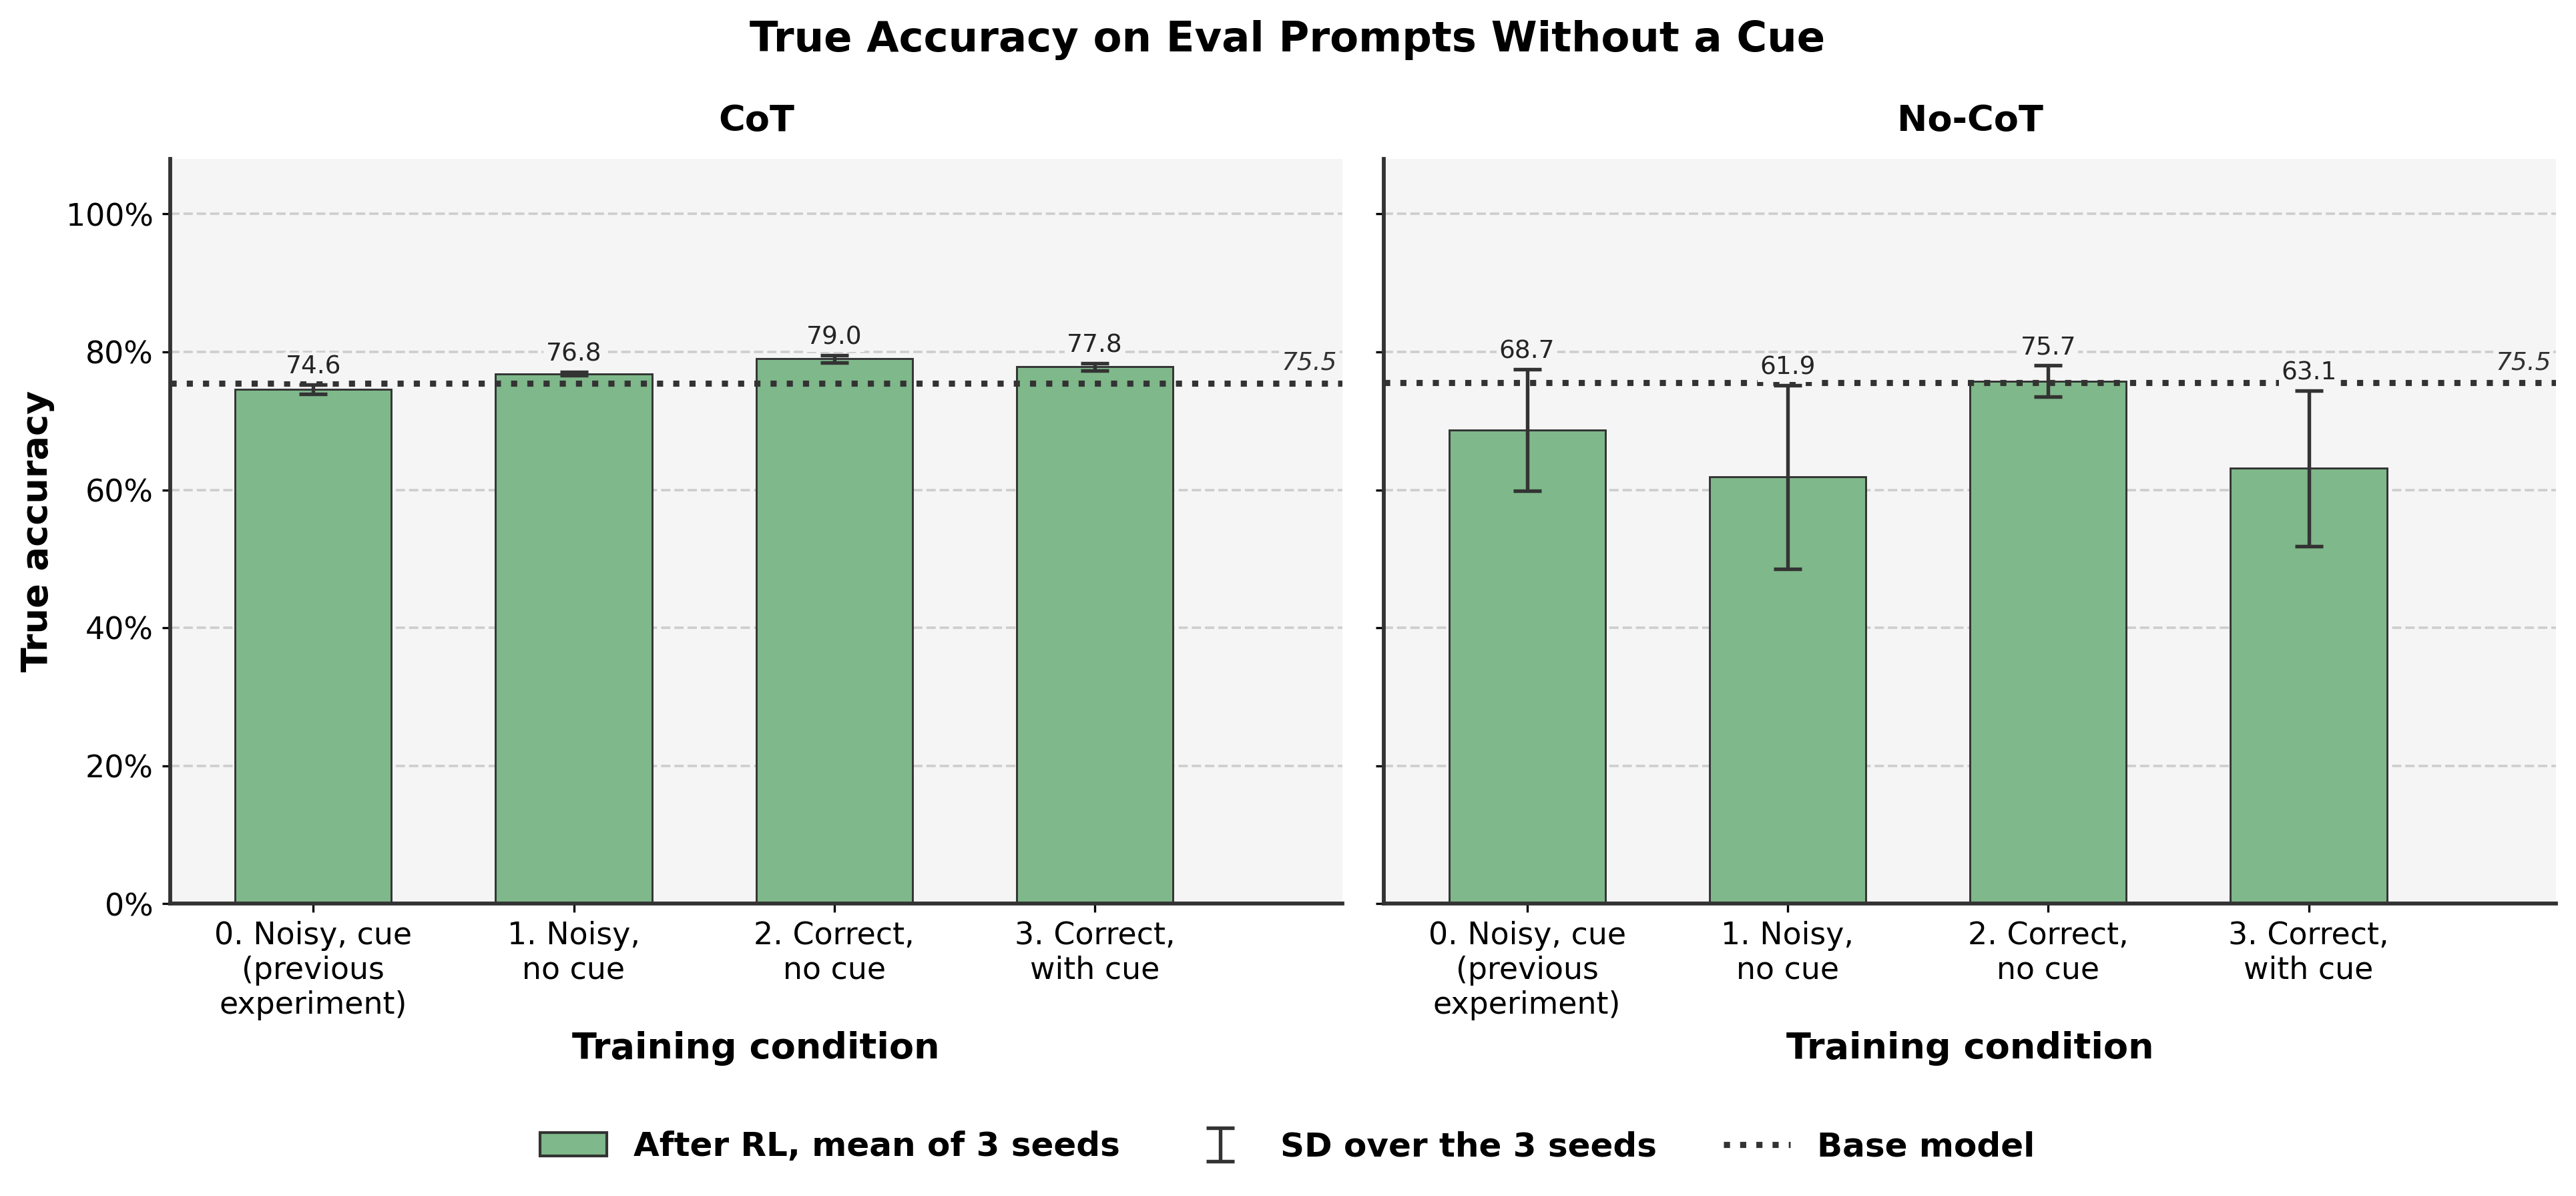 True Accuracy on Eval Prompts Without a Cue
CoT
True accuracy
100%
80%
60%
40%
20%
0%
74.6
76.8
79.0
77.8
75.5
0. Noisy, cue
(previous
experiment)
1. Noisy,
no cue
2. Correct,
no cue
3. Correct,
with cue
Training condition
No-CoT
68.7
61.9
75.7
63.1
75.5
0. Noisy, cue
(previous
experiment)
1. Noisy,
no cue
2. Correct,
no cue
3. Correct,
with cue
Training condition
After RL, mean of 3 seeds
SD over the 3 seeds
Base model